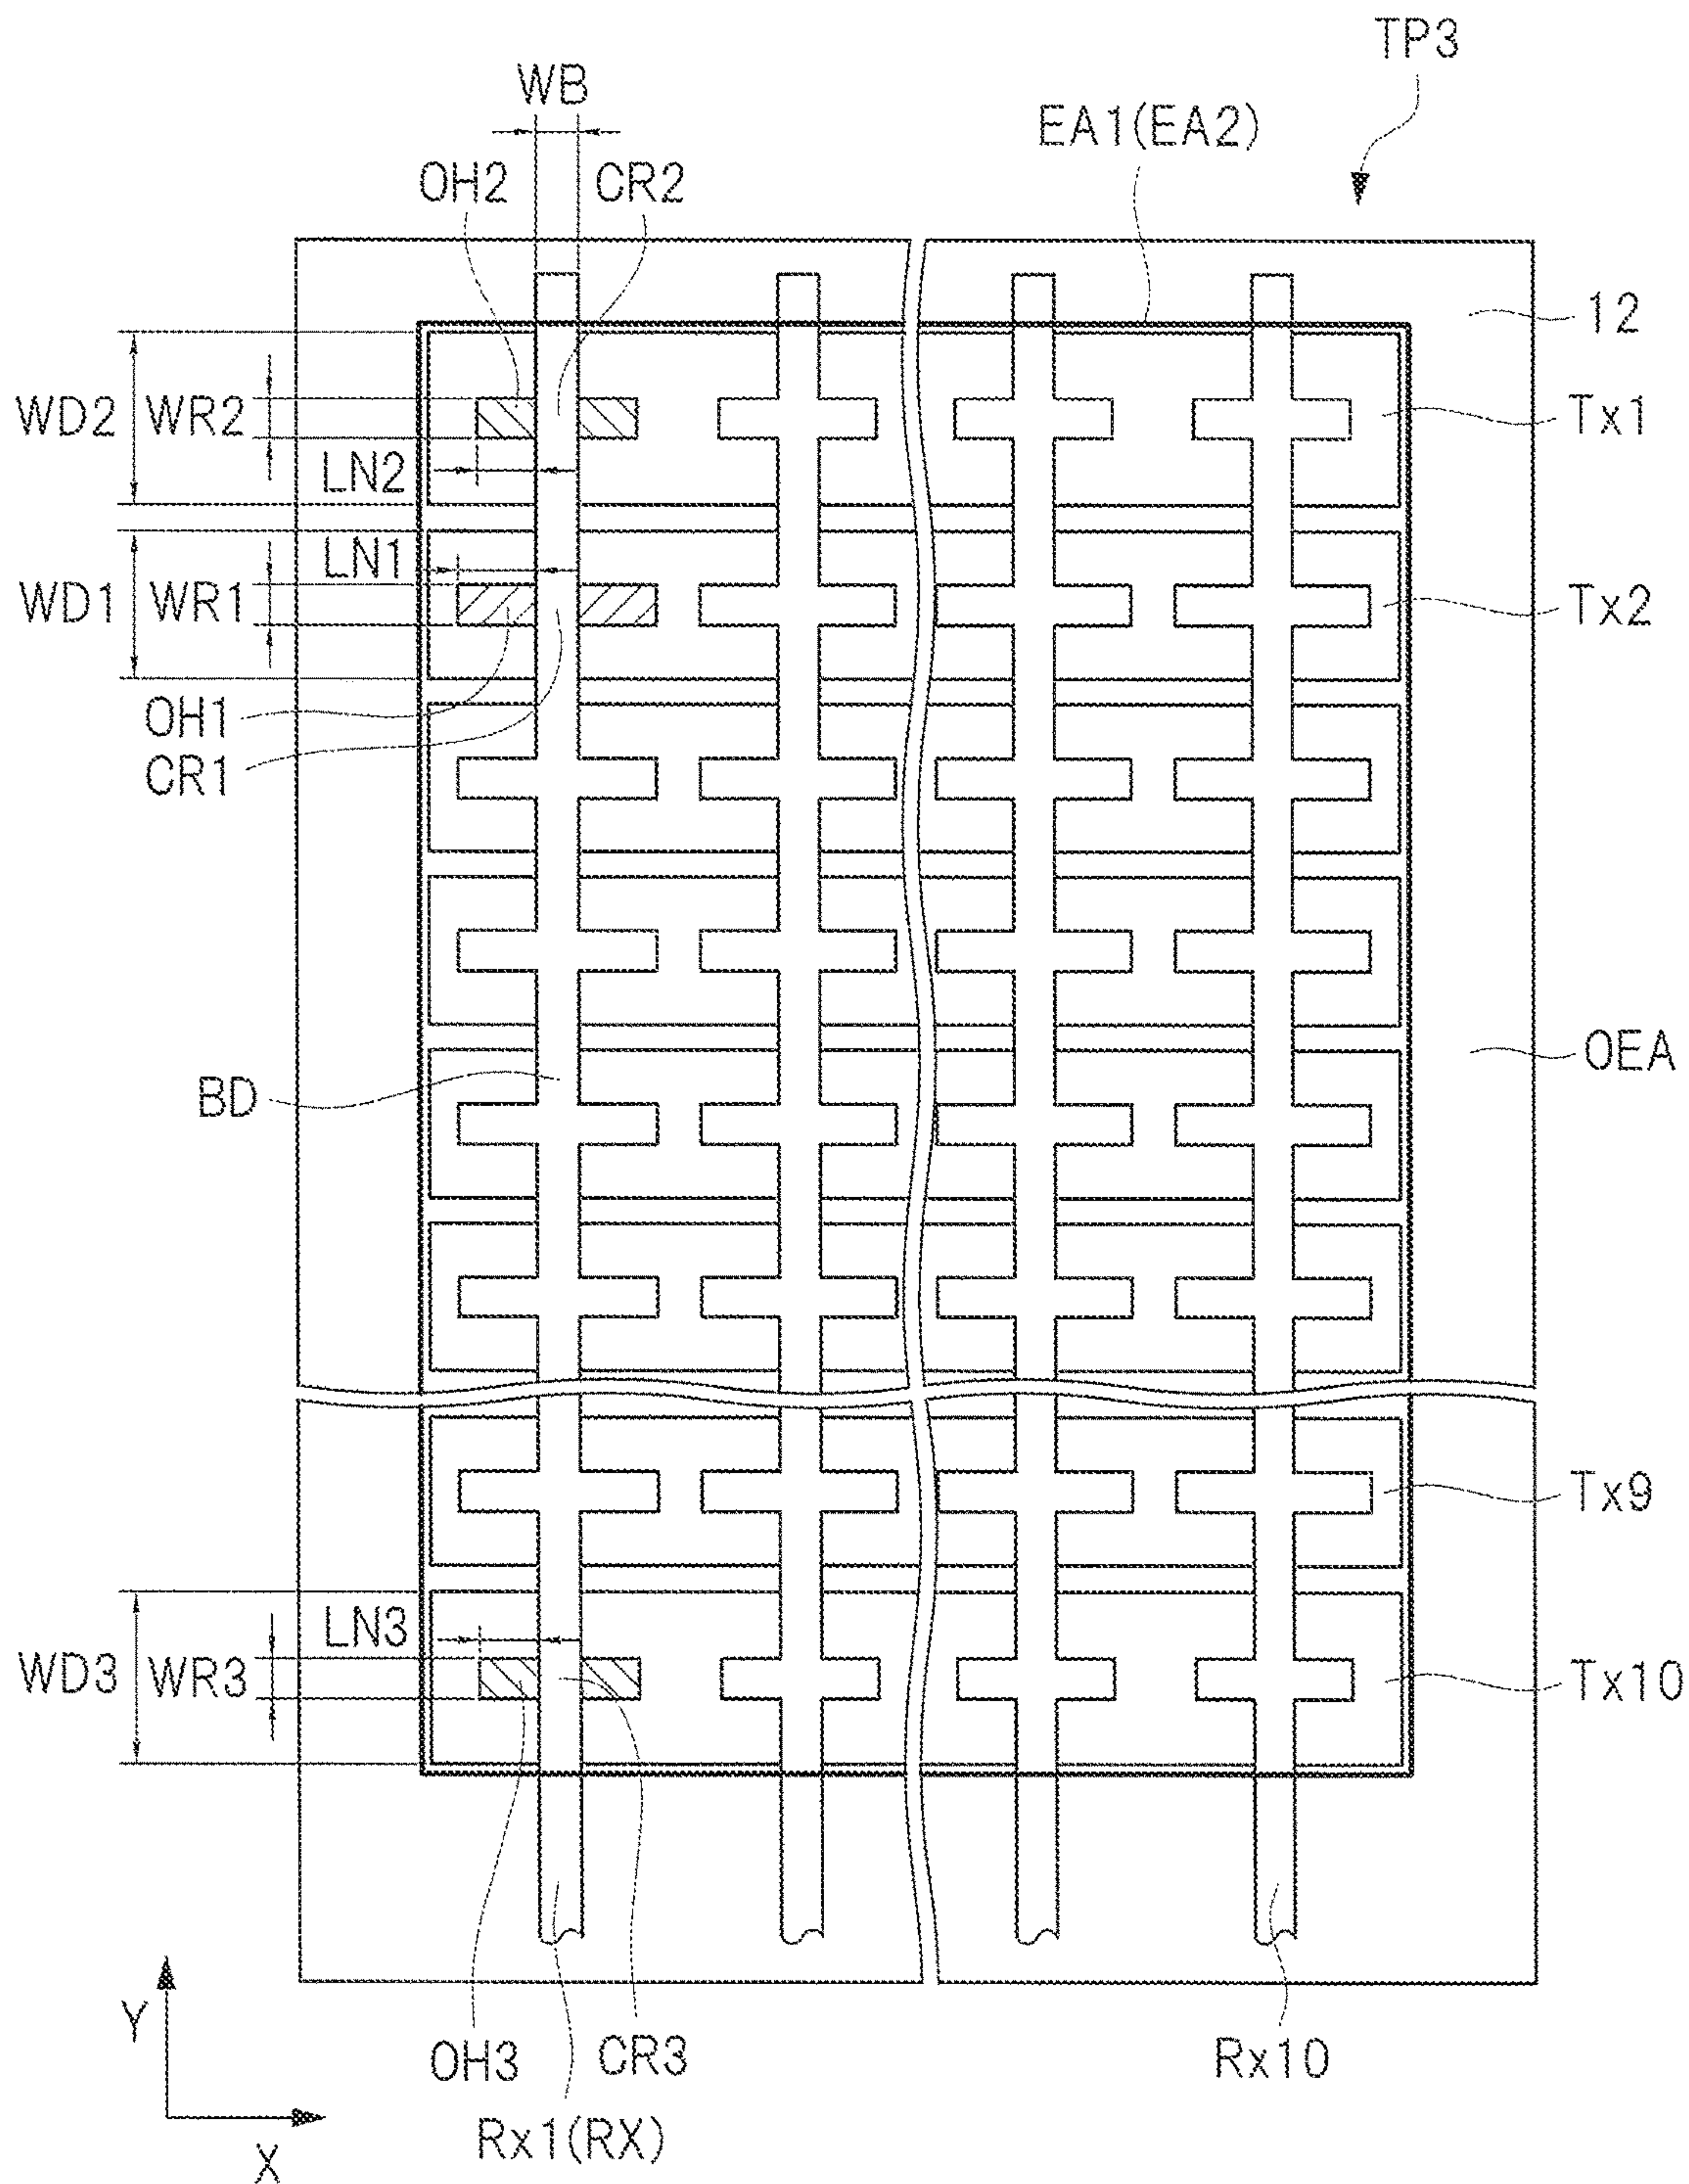 TP3
WB
EA1(EA2)
OH2
CR2
12
WD2
WR2
Tx1
LN2
LN1
WD1
WR1
Tx2
OH1
CR1
OEA
BD
Tx9
LN3
WD3
WR3
Tx10
Y
OH3
CR3
Rx10
Rx1(RX)
X